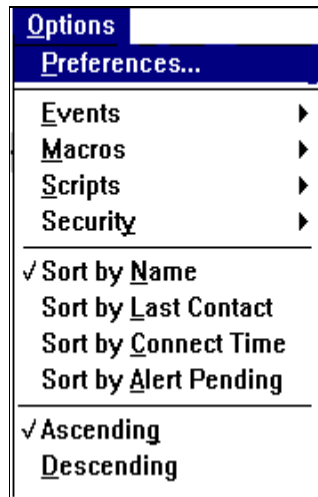 Options
Preferences...
Events
Macros
Scripts
Security
√ Sort by Name
Sort by Last Contact
Sort by Connect Time
Sort by Alert Pending
√ Ascending
Descending